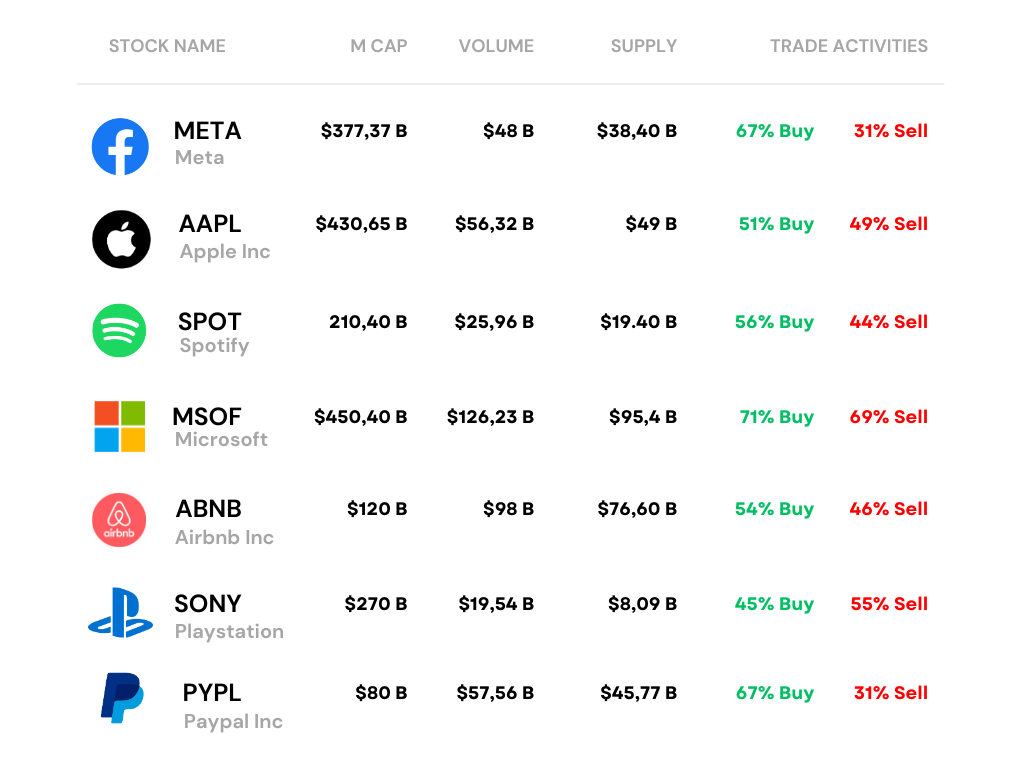 STOCK NAME M CAP VOLUME SUPPLY TRADE ACTIVITIES
META $377,37 B $48 B $38,40 B 67% Buy 31% Sell
Meta
AAPL $430,65 B $56,32 B $49 B 51% Buy 49% Sell
Apple Inc
SPOT 210,40 B $25,96 B $19.40 B 56% Buy 44% Sell
Spotify
MSOF $450,40 B $126,23 B $95,4 B 71% Buy 69% Sell
Microsoft
ABNB $120 B $98 B $76,60 B 54% Buy 46% Sell
airbnb
Airbnb Inc
SONY $270 B $19,54 B $8,09 B 45% Buy 55% Sell
Playstation
PYPL $80 B $57,56 B $45,77 B 67% Buy 31% Sell
Paypal Inc